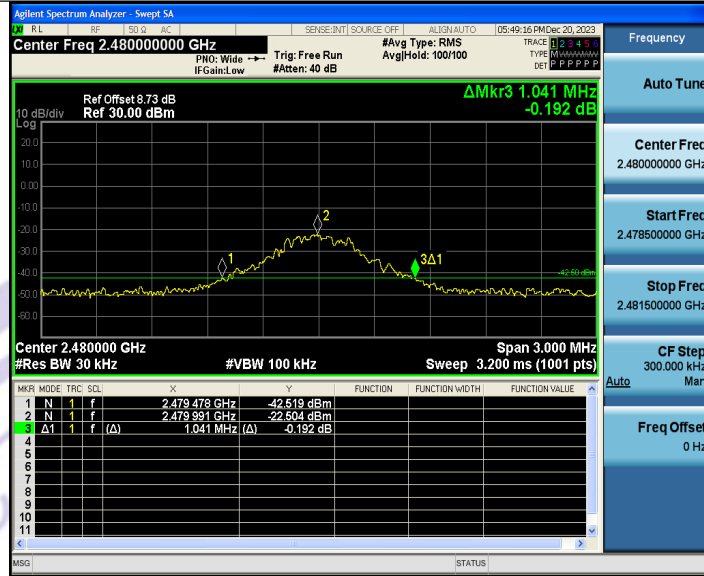 Agilent Spectrum Analyzer - Swept SA
LXI RL RF 50 Ω AC SENSE:INT SOURCE OFF ALIGNAUTO 05:49:16 PM Dec 20, 2023
Center Freq 2.480000000 GHz
PNO: Wide
IFGain:Low
Trig: Free Run
#Atten: 40 dB
#Avg Type: RMS
Avg|Hold: 100/100
TRACE 1 2 3 4 5 6
TYPE MWWWWW
DET P P P P P P
Ref Offset 8.73 dB
Ref 30.00 dBm
10 dB/div
Log
ΔMkr3 1.041 MHz
-0.192 dB
20.0
10.0
0.00
-10.0
-20.0
-30.0
-40.0
-50.0
-60.0
1
2
3Δ1
-42.50 dBm
Center 2.480000 GHz
Span 3.000 MHz
#Res BW 30 kHz
#VBW 100 kHz
Sweep 3.200 ms (1001 pts)
MKR MODE TRC SCL X Y FUNCTION FUNCTION WIDTH FUNCTION VALUE
1 N 1 f 2.479 478 GHz -42.519 dBm
2 N 1 f 2.479 991 GHz -22.504 dBm
3 Δ1 1 f (Δ) 1.041 MHz (Δ) -0.192 dB
4
5
6
7
8
9
10
11
MSG STATUS
Frequency
Auto Tune
Center Freq
2.480000000 GHz
Start Freq
2.478500000 GHz
Stop Freq
2.481500000 GHz
CF Step
300.000 kHz
Auto Man
Freq Offset
0 Hz